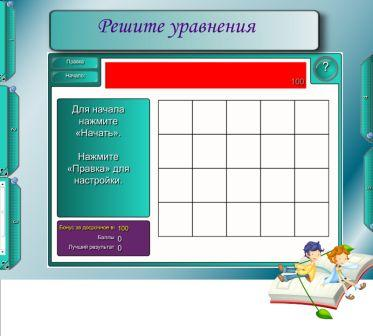 Решите уравнения
Правка
Начало
100
?
Для начала
нажмите
«Начать».
Нажмите
«Правка» для
настройки.
Бонус за досрочное в 100
Баллы 0
Лучший результат 0